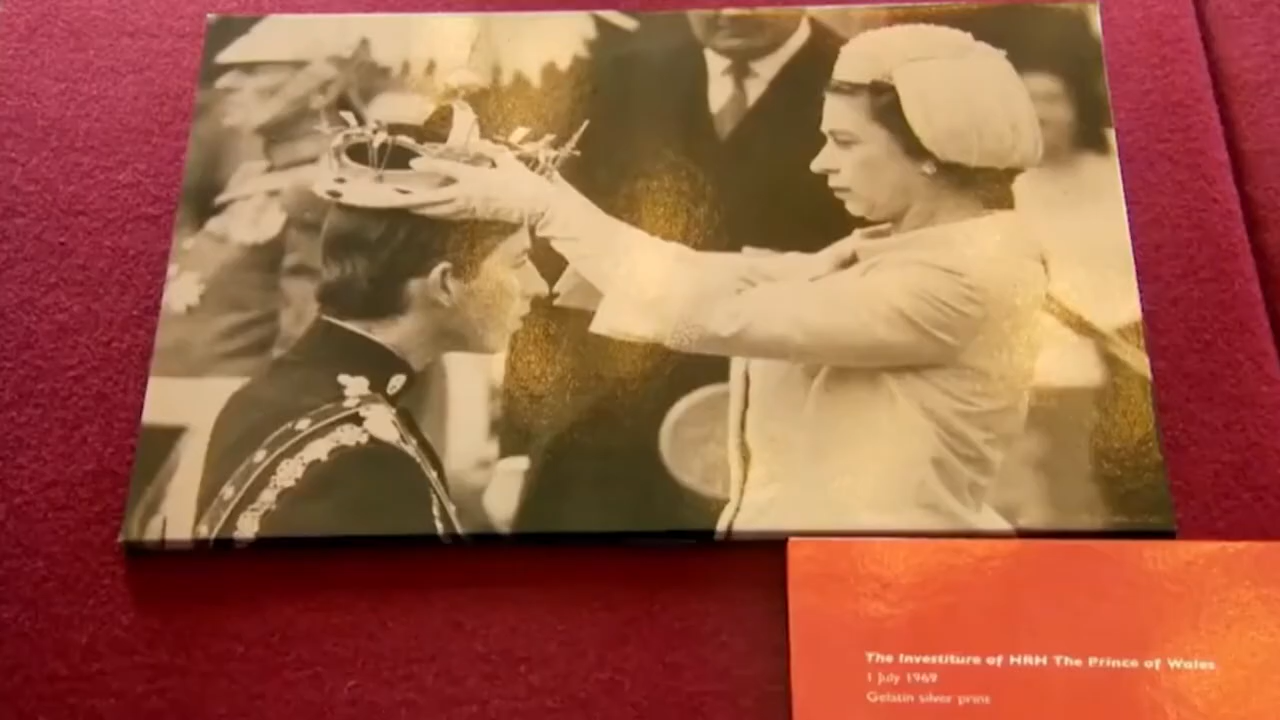 The Investiture of HRH The Prince of Wales
1 July 1969
Gelatin silver print